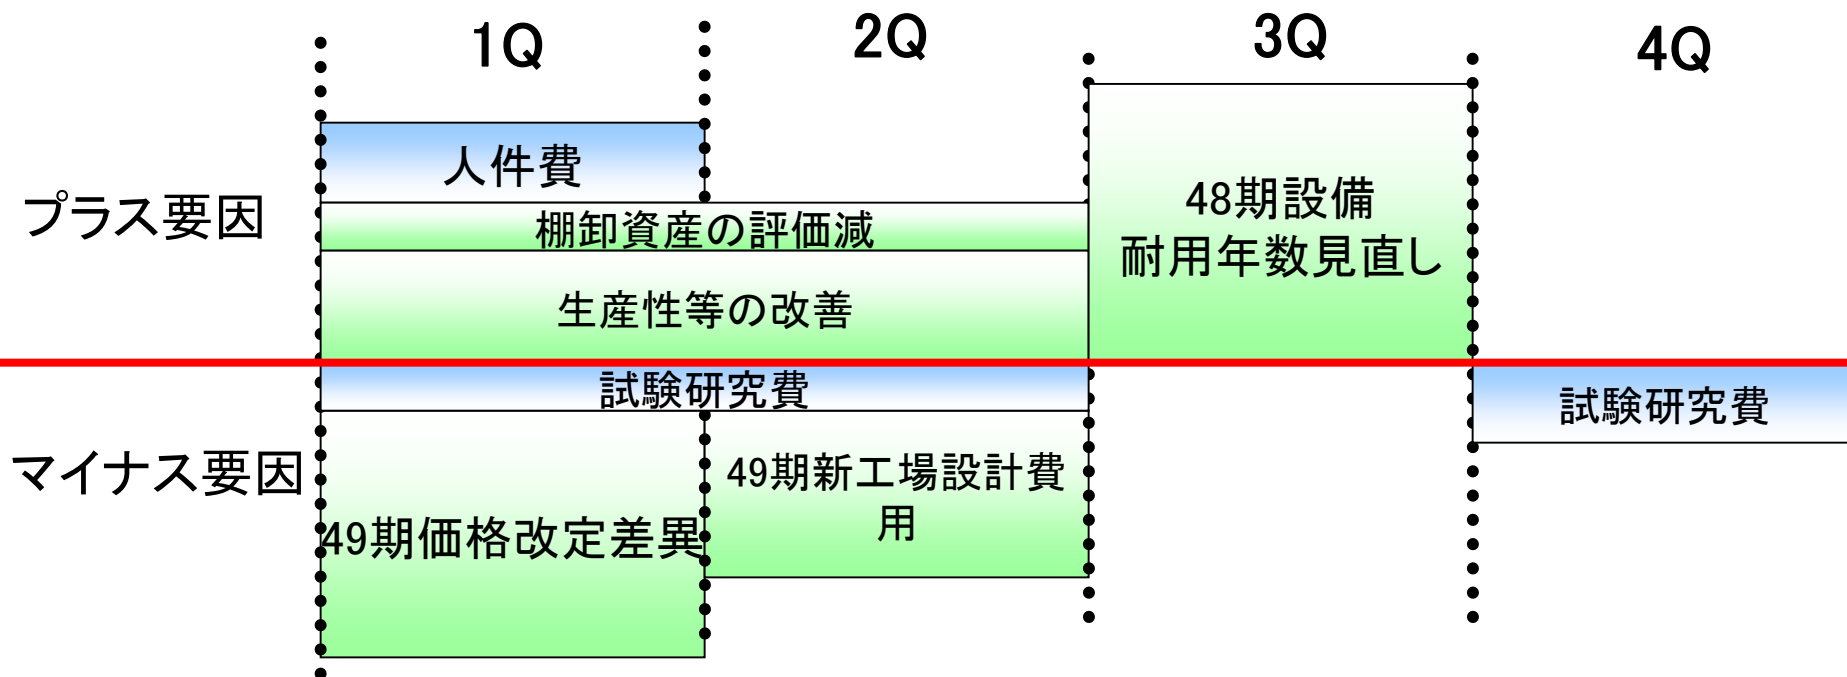 1Q
2Q
3Q
4Q
プラス要因
人件費
棚卸資産の評価減
生産性等の改善
48期設備
耐用年数見直し
マイナス要因
試験研究費
49期価格改定差異
49期新工場設計費
用
試験研究費